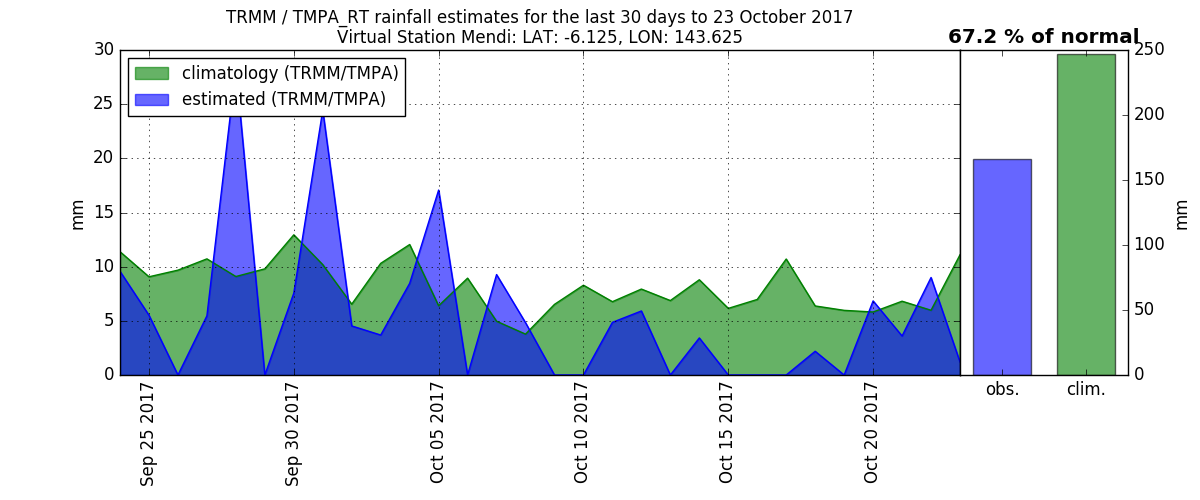 TRMM / TMPA_RT rainfall estimates for the last 30 days to 23 October 2017
Virtual Station Mendi: LAT: -6.125, LON: 143.625
67.2 % of normal
climatology (TRMM/TMPA)
estimated (TRMM/TMPA)
mm
30
25
20
15
10
5
0
Sep 25 2017
Sep 30 2017
Oct 05 2017
Oct 10 2017
Oct 15 2017
Oct 20 2017
obs.
clim.
250
200
150
100
50
0
mm